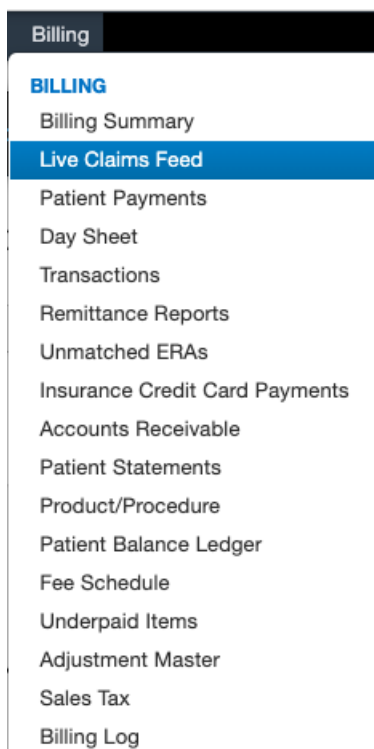 Billing
BILLING
Billing Summary
Live Claims Feed
Patient Payments
Day Sheet
Transactions
Remittance Reports
Unmatched ERAs
Insurance Credit Card Payments
Accounts Receivable
Patient Statements
Product/Procedure
Patient Balance Ledger
Fee Schedule
Underpaid Items
Adjustment Master
Sales Tax
Billing Log